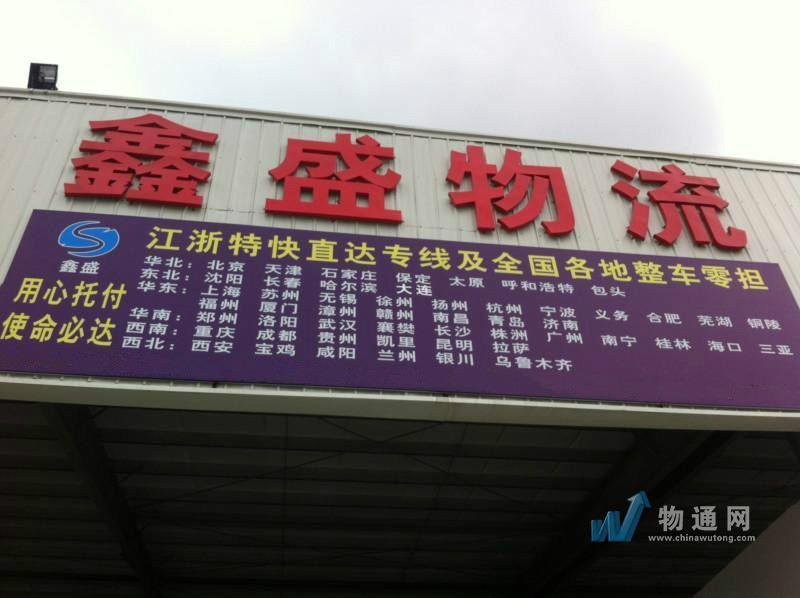 鑫盛物流
江浙特快直达专线及全国各地整车零担
鑫盛
用心托付
使命必达
华北：北京 天津 石家庄 保定 太原 呼和浩特 包头
东北：沈阳 长春 哈尔滨 大连
华东：上海 苏州 无锡 徐州 扬州 杭州 宁波 义务 合肥 芜湖 铜陵
福州 厦门 漳州 赣州 南昌 青岛 济南
华南：郑州 洛阳 武汉 襄樊 长沙 株洲 广州 南宁 桂林 海口 三亚
西南：重庆 成都 贵州 凯里 昆明 拉萨
西北：西安 宝鸡 咸阳 兰州 银川 乌鲁木齐
物通网
www.chinawutong.com